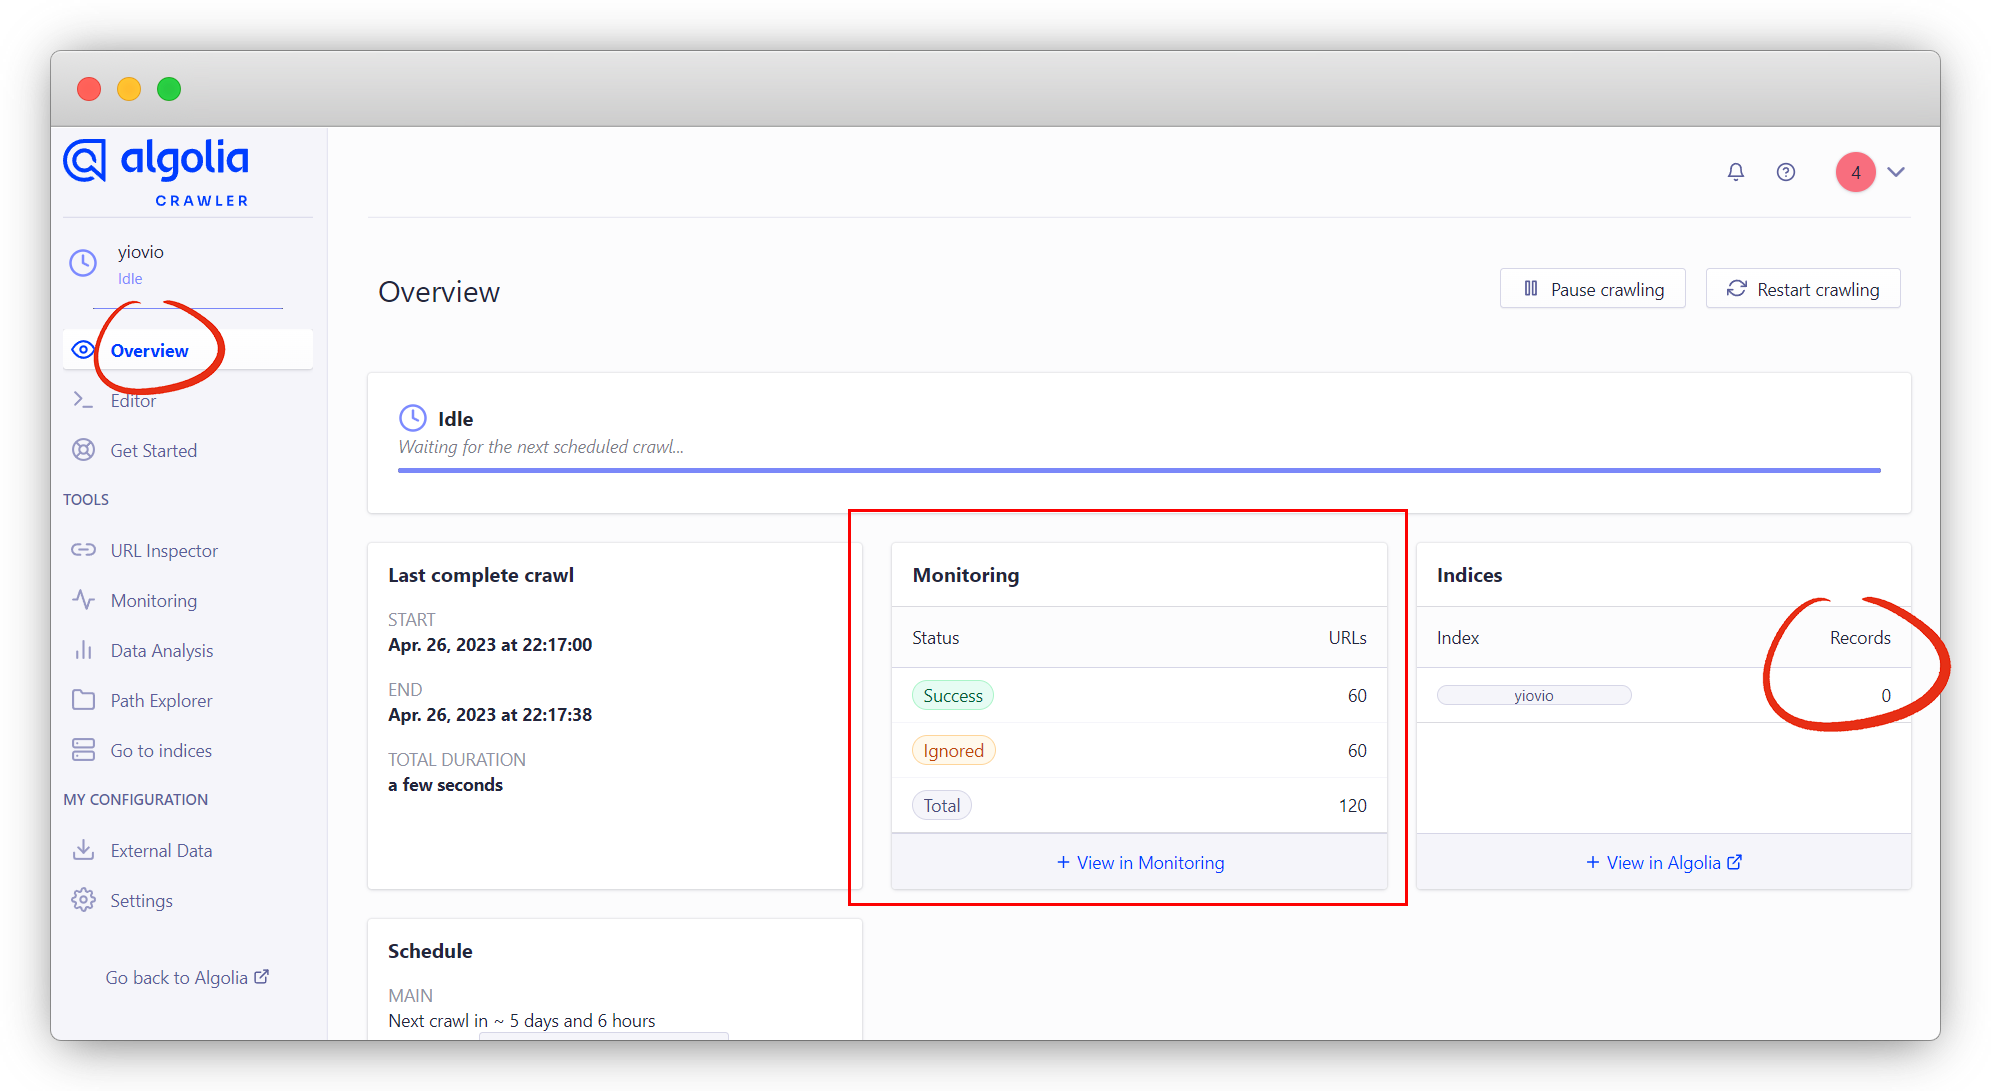 algolia
CRAWLER
4
yiovio
Idle
Overview
Pause crawling
Restart crawling
Overview
Editor
Get Started
Idle
Waiting for the next scheduled crawl...
TOOLS
URL Inspector
Monitoring
Data Analysis
Path Explorer
Go to indices
MY CONFIGURATION
External Data
Settings
Go back to Algolia
Last complete crawl
START
Apr. 26, 2023 at 22:17:00
END
Apr. 26, 2023 at 22:17:38
TOTAL DURATION
a few seconds
Monitoring
Status URLs
Success 60
Ignored 60
Total 120
+ View in Monitoring
Indices
Index Records
yiovio 0
+ View in Algolia
Schedule
MAIN
Next crawl in ~ 5 days and 6 hours